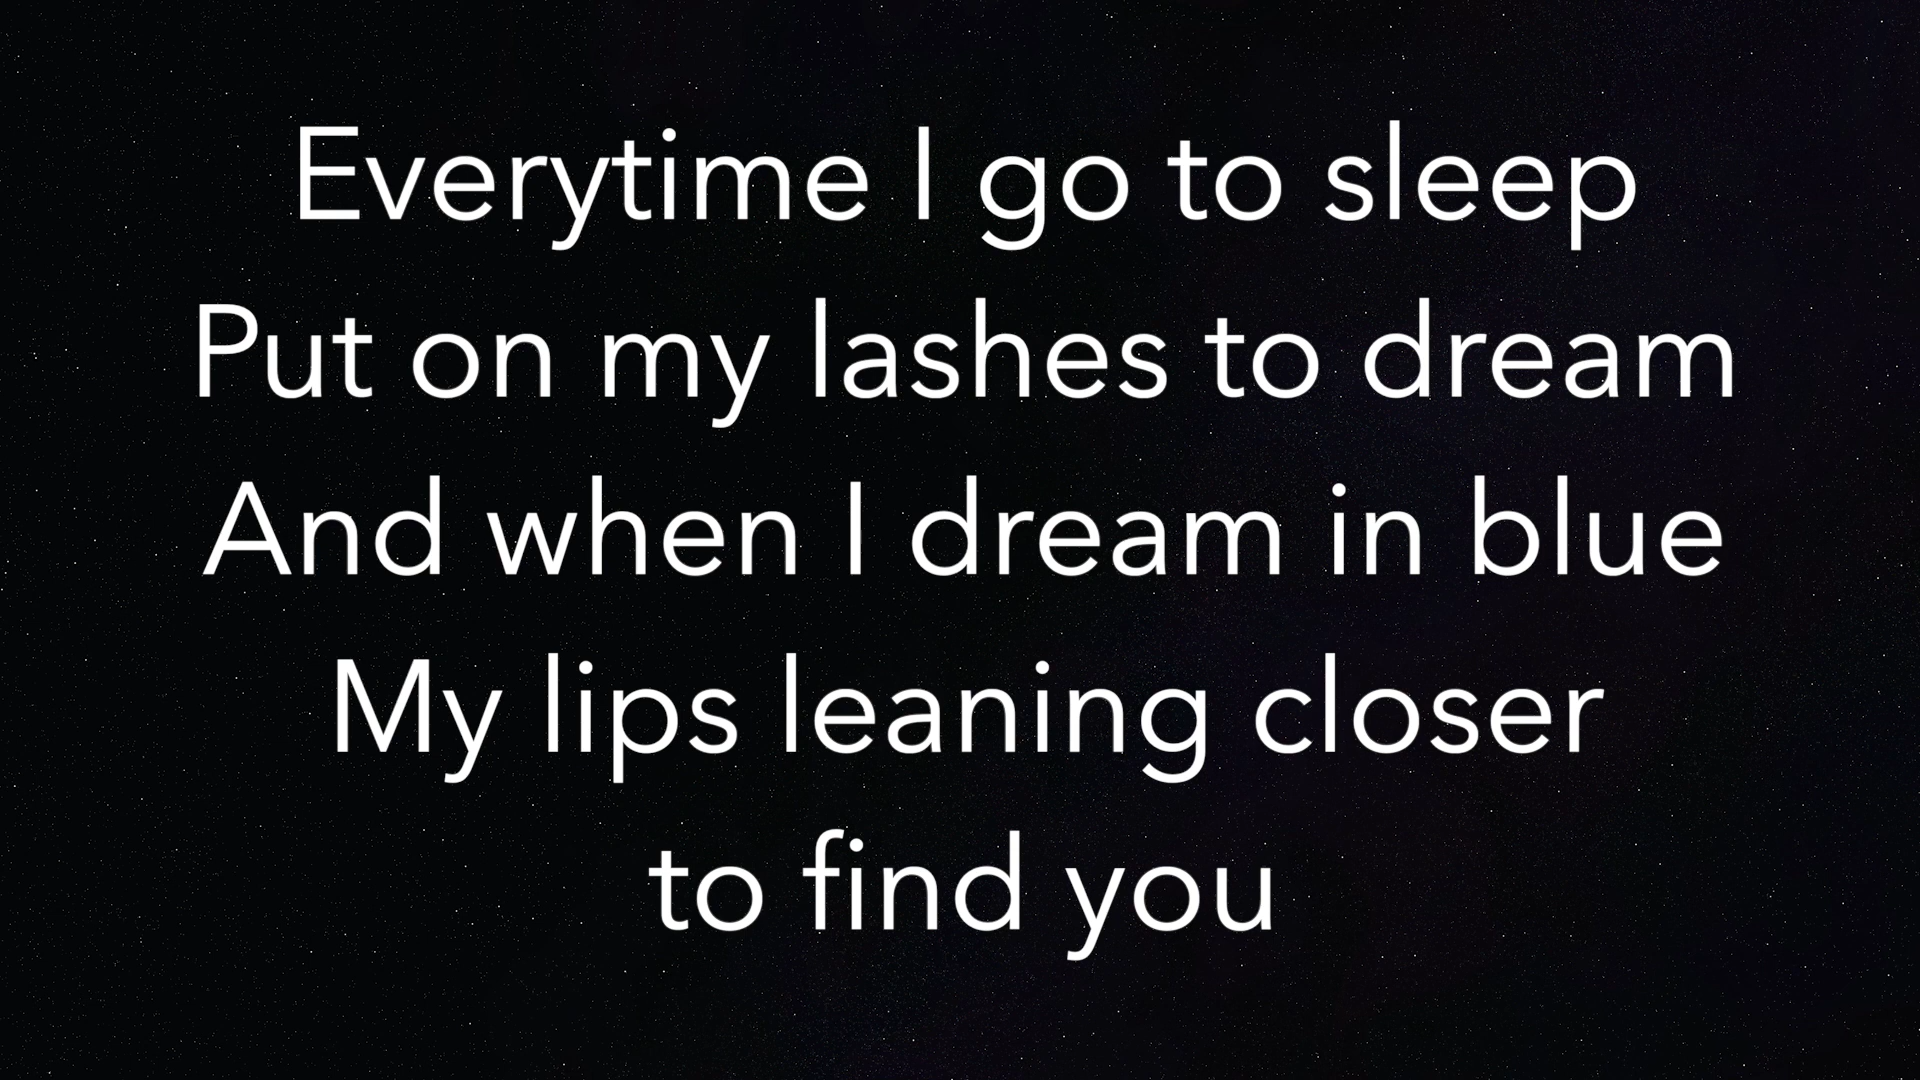 Everytime I go to sleep
Put on my lashes to dream
And when I dream in blue
My lips leaning closer
to find you